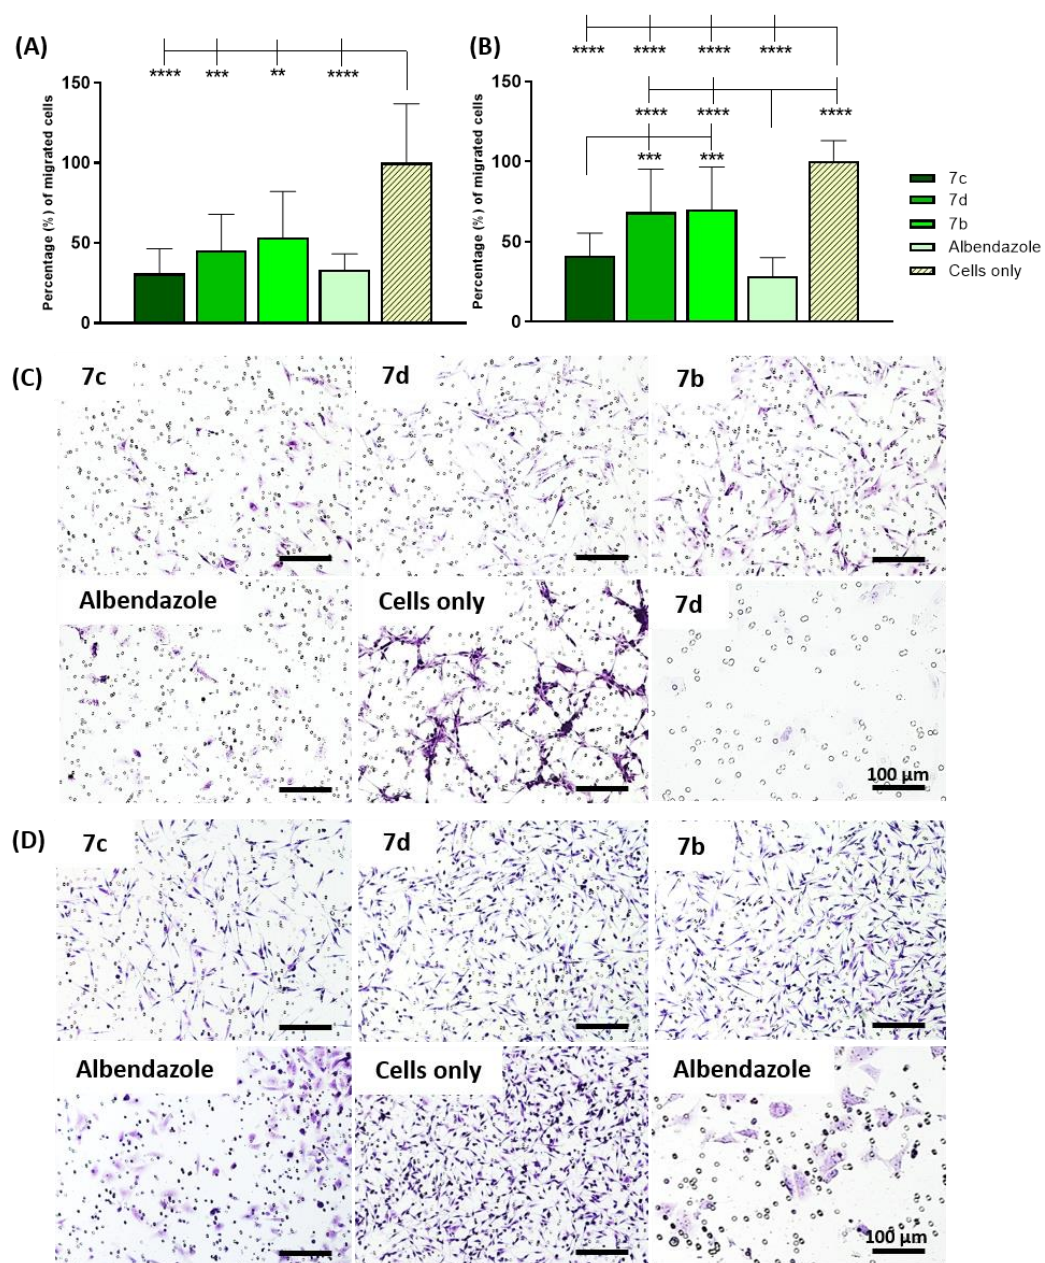 (A)
**** *** ** ****
150
100
50
0
Percentage (%) of migrated cells
(B)
**** **** **** ****
**** **** ****
*** ***
150
100
50
0
Percentage (%) of migrated cells
7c
7d
7b
Albendazole
Cells only
(C)
7c 7d 7b
Albendazole Cells only 7d
100 µm
(D)
7c 7d 7b
Albendazole Cells only Albendazole
100 µm